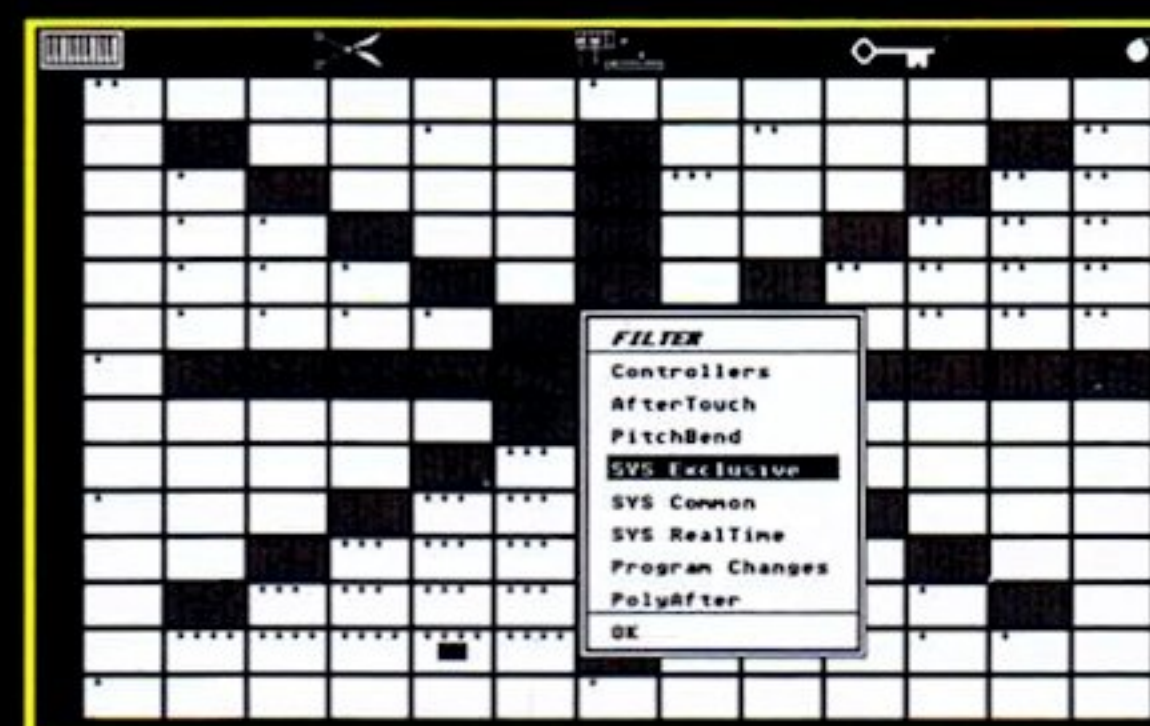 FILTER
Controllers
AfterTouch
PitchBend
SYS Exclusive
SYS Common
SYS RealTime
Program Changes
PolyAfter
OK